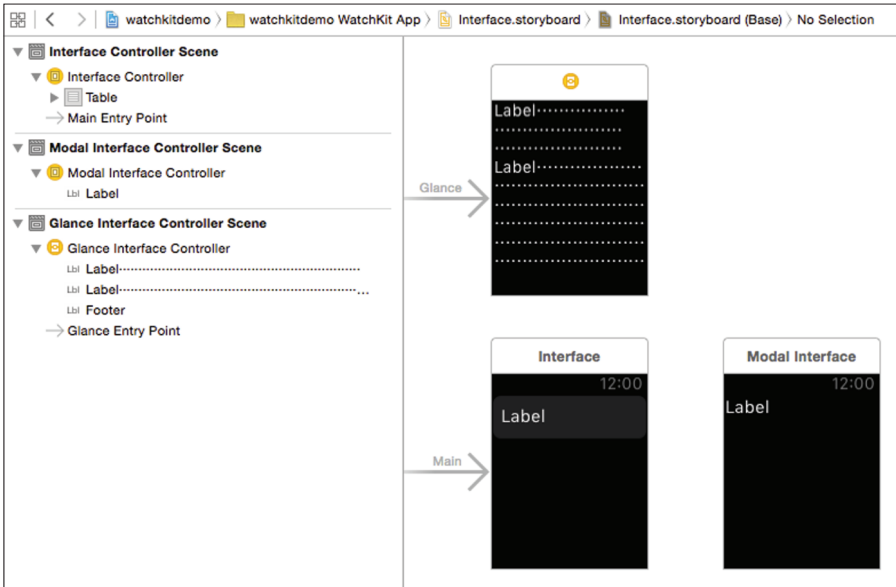 watchkitdemo 〉 watchkitdemo WatchKit App 〉 Interface.storyboard 〉 Interface.storyboard (Base) 〉 No Selection
Interface Controller Scene
Interface Controller
Table
Main Entry Point
Modal Interface Controller Scene
Modal Interface Controller
Lbl Label
Glance Interface Controller Scene
Glance Interface Controller
Lbl Label............................................................
Lbl Label...............................................................
Lbl Footer
Glance Entry Point
Glance
Label················
·······················
·······················
Label···················
···························
···························
···························
···························
···························
Main
Interface
12:00
Label
Modal Interface
12:00
Label